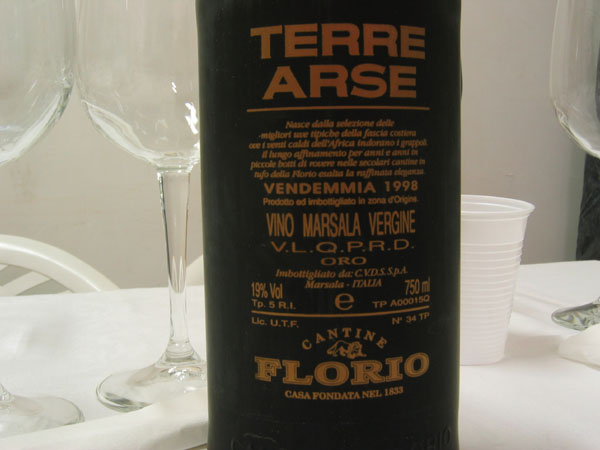 TERRE
ARSE
Nasce dalla selezione delle
migliori uve tipiche della fascia costiera
ove i venti caldi dell'Africa indorano i grappoli.
Il lungo affinamento per anni e anni in
piccole botti di rovere nelle secolari cantine in
tufo della Florio esalta la raffinata eleganza.
VENDEMMIA 1998
Prodotto ed imbottigliato in zona d'Origine
VINO MARSALA VERGINE
V.L.Q.P.R.D.
ORO
Imbottigliato da: C.V.D.S. S.p.A.
Marsala - ITALIA
19% Vol e 750 ml
Tp. 5 R.I. TP A00015Q
Lic. U.T.F. N° 34 TP
CANTINE
FLORIO
CASA FONDATA NEL 1833